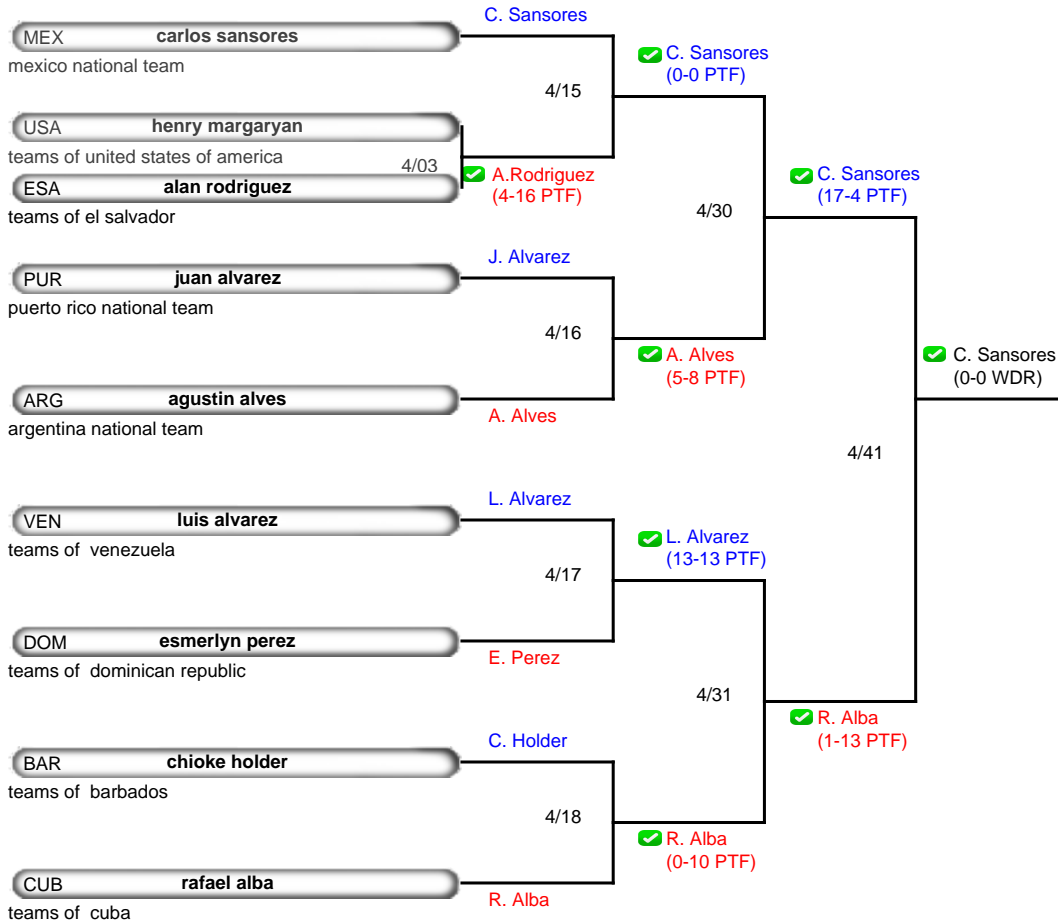 C. Sansores
MEX carlos sansores
mexico national team
C. Sansores
(0-0 PTF)
4/15
USA henry margaryan
teams of united states of america
4/03
A.Rodriguez
(4-16 PTF)
ESA alan rodriguez
teams of el salvador
C. Sansores
(17-4 PTF)
4/30
J. Alvarez
PUR juan alvarez
puerto rico national team
4/16
A. Alves
(5-8 PTF)
C. Sansores
(0-0 WDR)
ARG agustin alves
argentina national team
A. Alves
4/41
L. Alvarez
VEN luis alvarez
teams of  venezuela
L. Alvarez
(13-13 PTF)
4/17
DOM esmerlyn perez
teams of  dominican republic
E. Perez
4/31
R. Alba
(1-13 PTF)
C. Holder
BAR chioke holder
teams of  barbados
4/18
R. Alba
(0-10 PTF)
CUB rafael alba
teams of  cuba
R. Alba